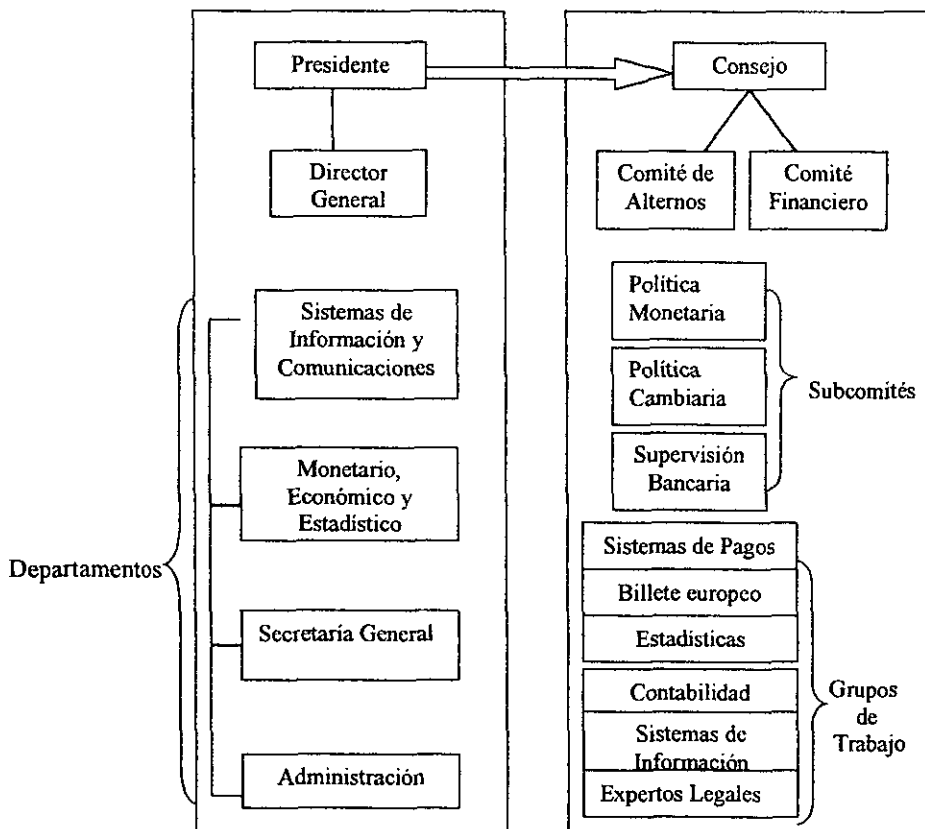 Presidente
Director
General
Departamentos
Sistemas de
Información y
Comunicaciones
Monetario,
Económico y
Estadístico
Secretaría General
Administración
Consejo
Comité de
Alternos
Comité
Financiero
Política
Monetaria
Política
Cambiaria
Supervisión
Bancaria
Subcomités
Sistemas de Pagos
Billete europeo
Estadísticas
Contabilidad
Sistemas de
Información
Expertos Legales
Grupos
de
Trabajo